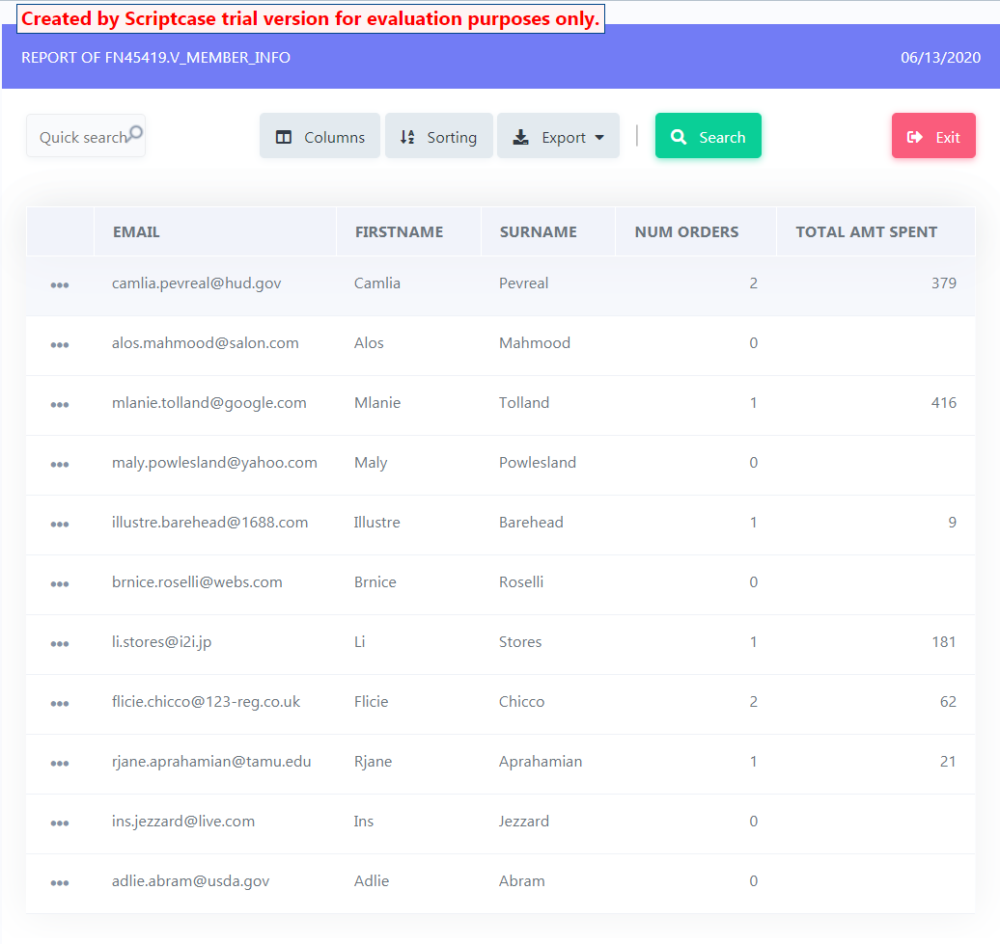 Created by Scriptcase trial version for evaluation purposes only.
REPORT OF FN45419.V_MEMBER_INFO 06/13/2020
Quick search Columns Sorting Export Search Exit
EMAIL FIRSTNAME SURNAME NUM ORDERS TOTAL AMT SPENT
camlia.pevreal@hud.gov Camlia Pevreal 2 379
alos.mahmood@salon.com Alos Mahmood 0
mlanie.tolland@google.com Mlanie Tolland 1 416
maly.powlesland@yahoo.com Maly Powlesland 0
illustre.barehead@1688.com Illustre Barehead 1 9
brnice.roselli@webs.com Brnice Roselli 0
li.stores@i2i.jp Li Stores 1 181
flicie.chicco@123-reg.co.uk Flicie Chicco 2 62
rjane.aprahamian@tamu.edu Rjane Aprahamian 1 21
ins.jezzard@live.com Ins Jezzard 0
adlie.abram@usda.gov Adlie Abram 0